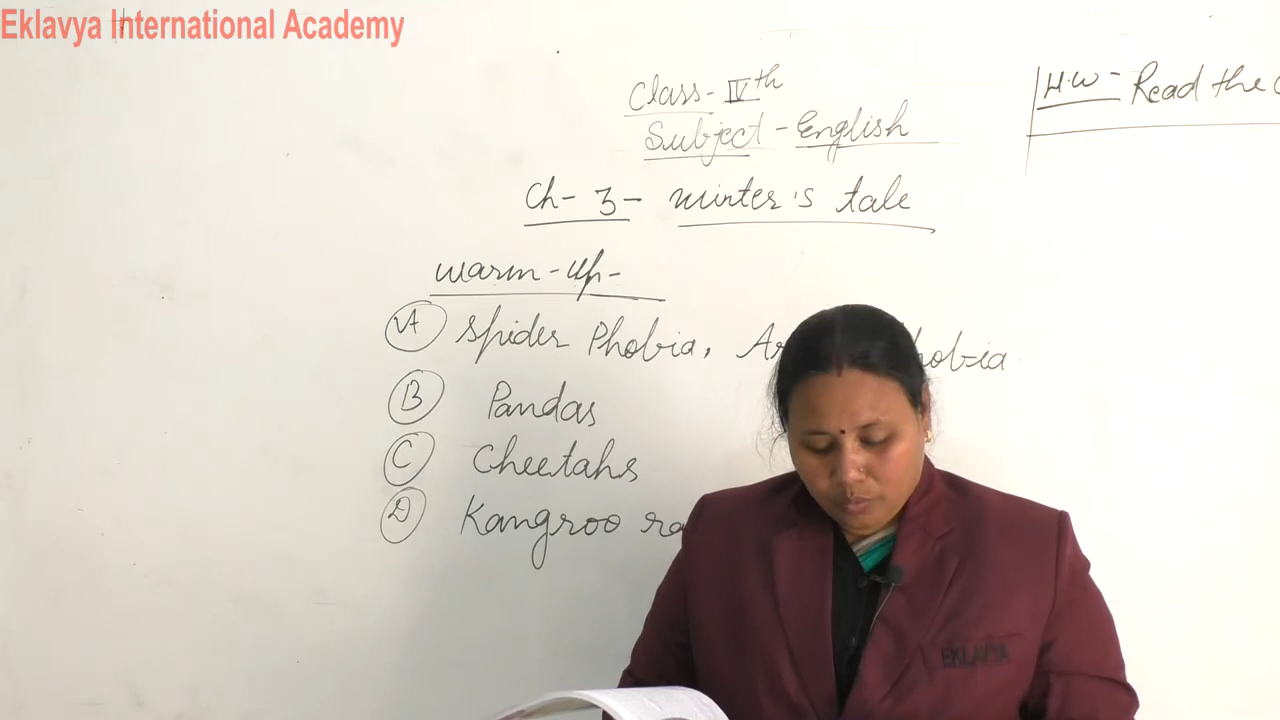 Eklavya International Academy
Class- IVth
Subject - English
H.W - Read the
Ch- 3- Winter's tale
Warm-up-
A Spider Phobia,
B Pandas
C Cheetahs
D Kangroo
EKLAVYA